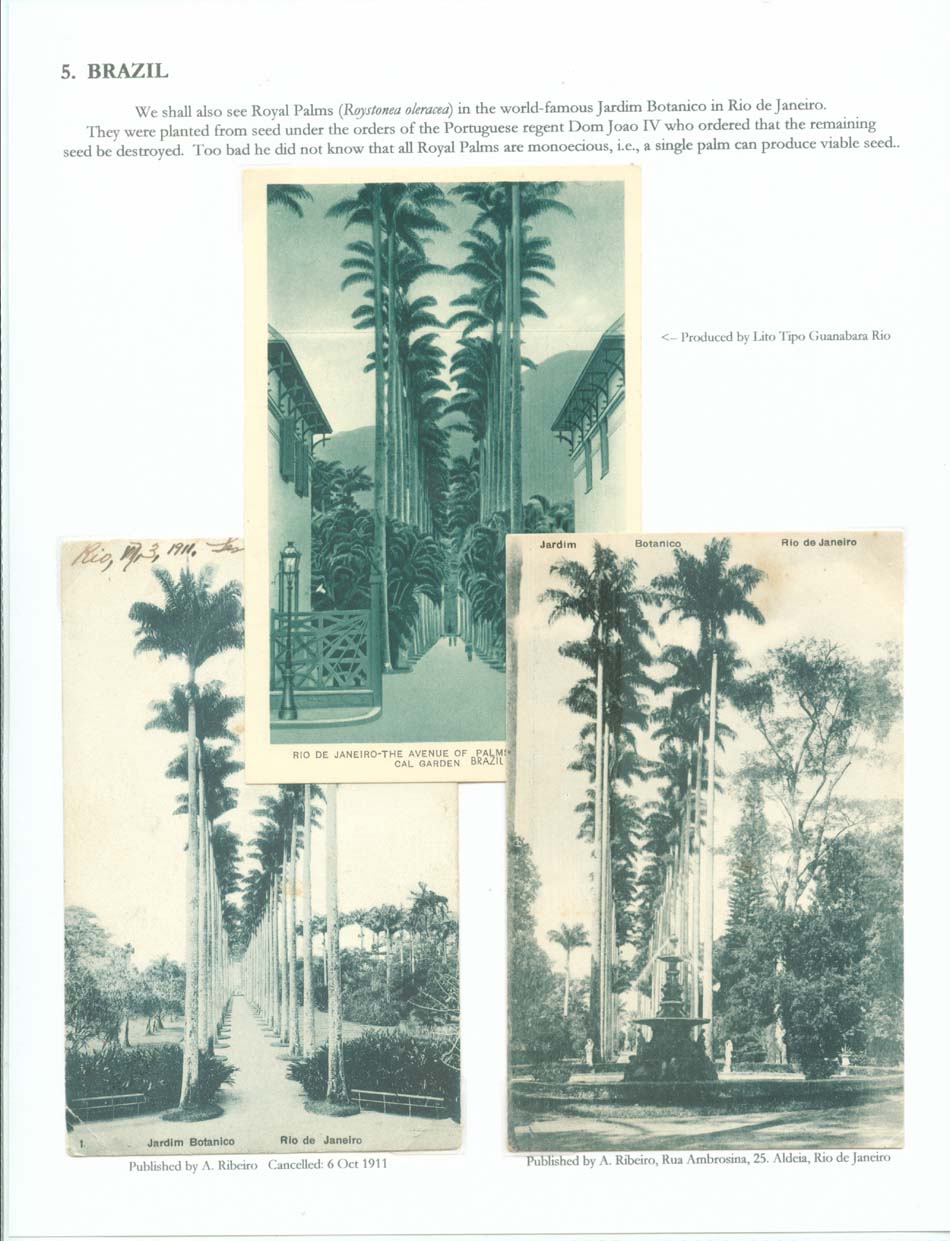 5. BRAZIL
We shall also see Royal Palms (Roystonea oleracea) in the world-famous Jardim Botanico in Rio de Janeiro.
They were planted from seed under the orders of the Portuguese regent Dom Joao IV who ordered that the remaining
seed be destroyed. Too bad he did not know that all Royal Palms are monoecious, i.e., a single palm can produce viable seed..
<-- Produced by Lito Tipo Guanabara Rio
RIO DE JANEIRO-THE AVENUE OF PALMS
CAL GARDEN BRAZIL
Rio, 3, 1911.
1. Jardim Botanico Rio de Janeiro
Published by A. Ribeiro Cancelled: 6 Oct 1911
Jardim Botanico Rio de Janeiro
Published by A. Ribeiro, Rua Ambrosina, 25. Aldeia, Rio de Janeiro